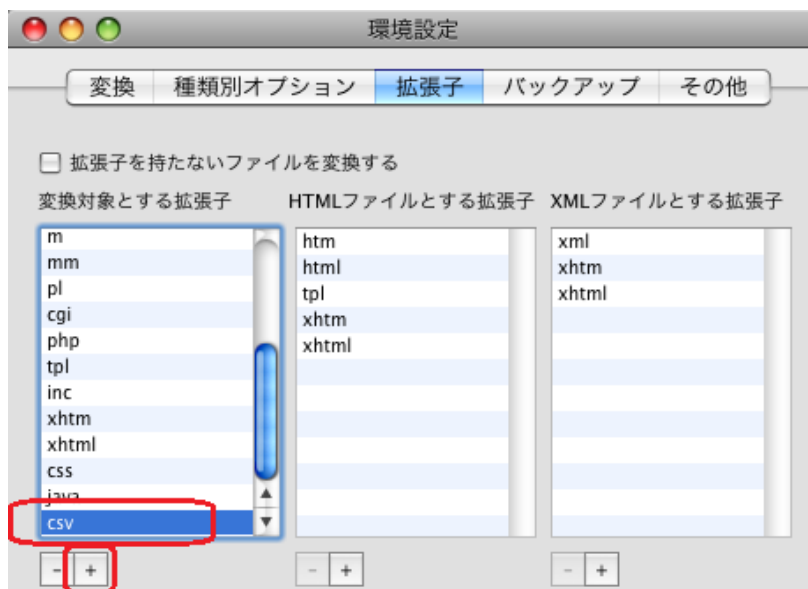 環境設定
変換 種類別オプション 拡張子 バックアップ その他
拡張子を持たないファイルを変換する
変換対象とする拡張子 HTMLファイルとする拡張子 XMLファイルとする拡張子
m
mm
pl
cgi
php
tpl
inc
xhtm
xhtml
css
java
csv
- +
htm
html
tpl
xhtm
xhtml
- +
xml
xhtm
xhtml
- +